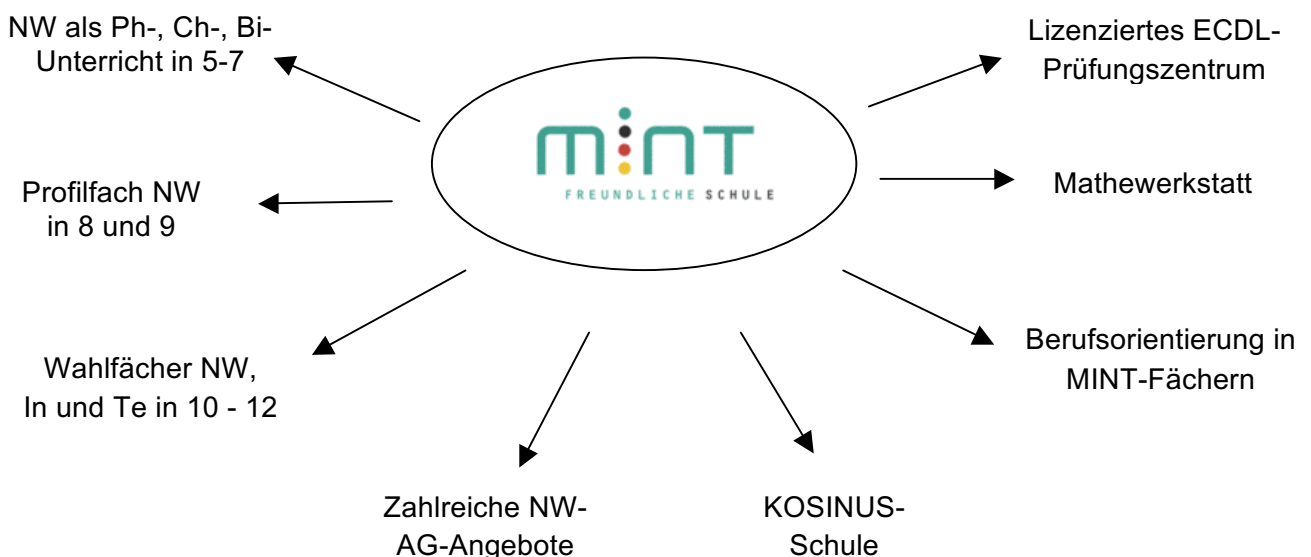 NW als Ph-, Ch-, Bi-
Unterricht in 5-7
Profilfach NW
in 8 und 9
Wahlfächer NW,
In und Te in 10 - 12
Zahlreiche NW-
AG-Angebote
mint
FREUNDLICHE SCHULE
KOSINUS-
Schule
Lizenziertes ECDL-
Prüfungszentrum
Mathewerkstatt
Berufsorientierung in
MINT-Fächern